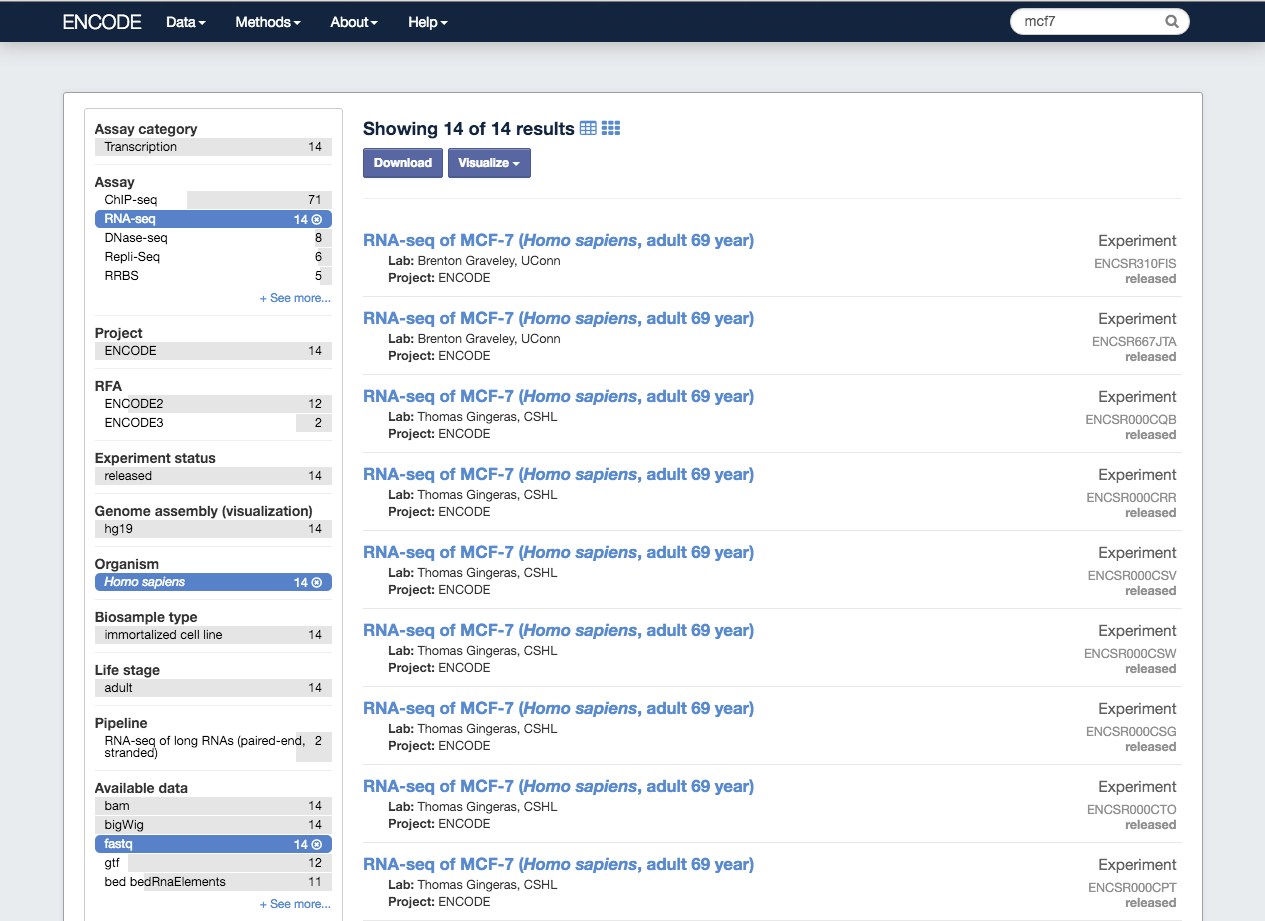 ENCODE Data Methods About Help mcf7
Assay category
Transcription 14
Assay
ChIP-seq 71
RNA-seq 14
DNase-seq 8
Repli-Seq 6
RRBS 5
+ See more...
Project
ENCODE 14
RFA
ENCODE2 12
ENCODE3 2
Experiment status
released 14
Genome assembly (visualization)
hg19 14
Organism
Homo sapiens 14
Biosample type
immortalized cell line 14
Life stage
adult 14
Pipeline
RNA-seq of long RNAs (paired-end, 2
stranded)
Available data
bam 14
bigWig 14
fastq 14
gtf 12
bed bedRnaElements 11
+ See more...
Showing 14 of 14 results
Download Visualize
RNA-seq of MCF-7 (Homo sapiens, adult 69 year) Experiment
Lab: Brenton Graveley, UConn ENCSR310FIS
Project: ENCODE released
RNA-seq of MCF-7 (Homo sapiens, adult 69 year) Experiment
Lab: Brenton Graveley, UConn ENCSR667JTA
Project: ENCODE released
RNA-seq of MCF-7 (Homo sapiens, adult 69 year) Experiment
Lab: Thomas Gingeras, CSHL ENCSR000CQB
Project: ENCODE released
RNA-seq of MCF-7 (Homo sapiens, adult 69 year) Experiment
Lab: Thomas Gingeras, CSHL ENCSR000CRR
Project: ENCODE released
RNA-seq of MCF-7 (Homo sapiens, adult 69 year) Experiment
Lab: Thomas Gingeras, CSHL ENCSR000CSV
Project: ENCODE released
RNA-seq of MCF-7 (Homo sapiens, adult 69 year) Experiment
Lab: Thomas Gingeras, CSHL ENCSR000CSW
Project: ENCODE released
RNA-seq of MCF-7 (Homo sapiens, adult 69 year) Experiment
Lab: Thomas Gingeras, CSHL ENCSR000CSG
Project: ENCODE released
RNA-seq of MCF-7 (Homo sapiens, adult 69 year) Experiment
Lab: Thomas Gingeras, CSHL ENCSR000CTO
Project: ENCODE released
RNA-seq of MCF-7 (Homo sapiens, adult 69 year) Experiment
Lab: Thomas Gingeras, CSHL ENCSR000CPT
Project: ENCODE released